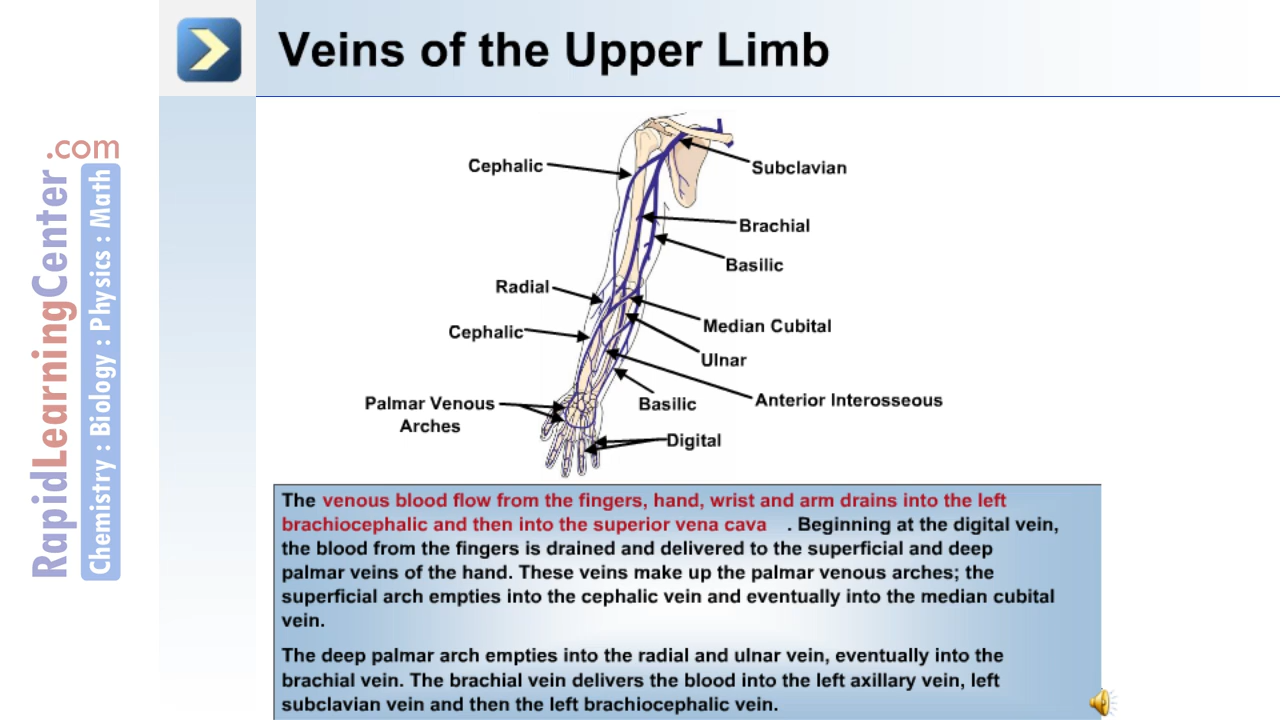 Veins of the Upper Limb
RapidLearningCenter.com
Chemistry : Biology : Physics : Math
Cephalic
Subclavian
Brachial
Basilic
Radial
Median Cubital
Cephalic
Ulnar
Anterior Interosseous
Basilic
Palmar Venous
Arches
Digital
The venous blood flow from the fingers, hand, wrist and arm drains into the left
brachiocephalic and then into the superior vena cava . Beginning at the digital vein,
the blood from the fingers is drained and delivered to the superficial and deep
palmar veins of the hand. These veins make up the palmar venous arches; the
superficial arch empties into the cephalic vein and eventually into the median cubital
vein.
The deep palmar arch empties into the radial and ulnar vein, eventually into the
brachial vein. The brachial vein delivers the blood into the left axillary vein, left
subclavian vein and then the left brachiocephalic vein.